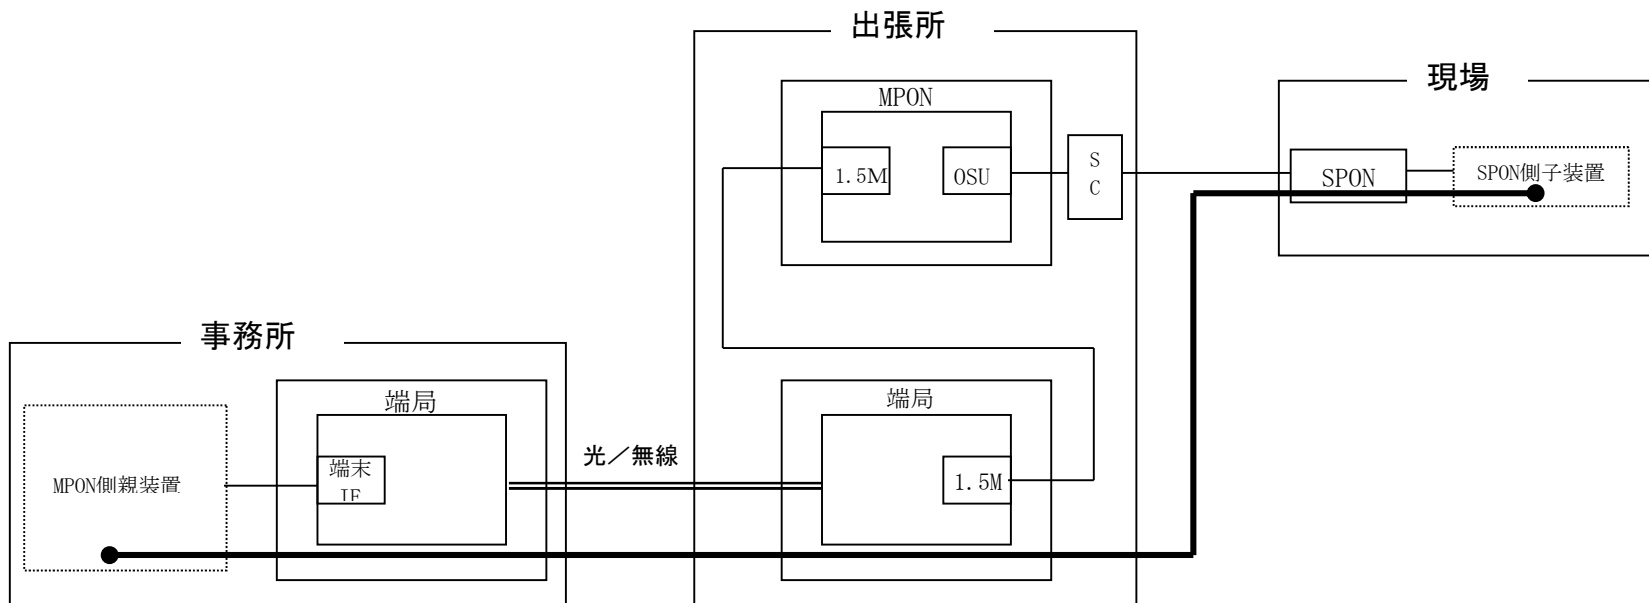 出張所
現場
MPON
1.5M
OSU
S
C
SPON
SPON側子装置
事務所
端局
端局
光／無線
MPON側親装置
端末
IF
1.5M